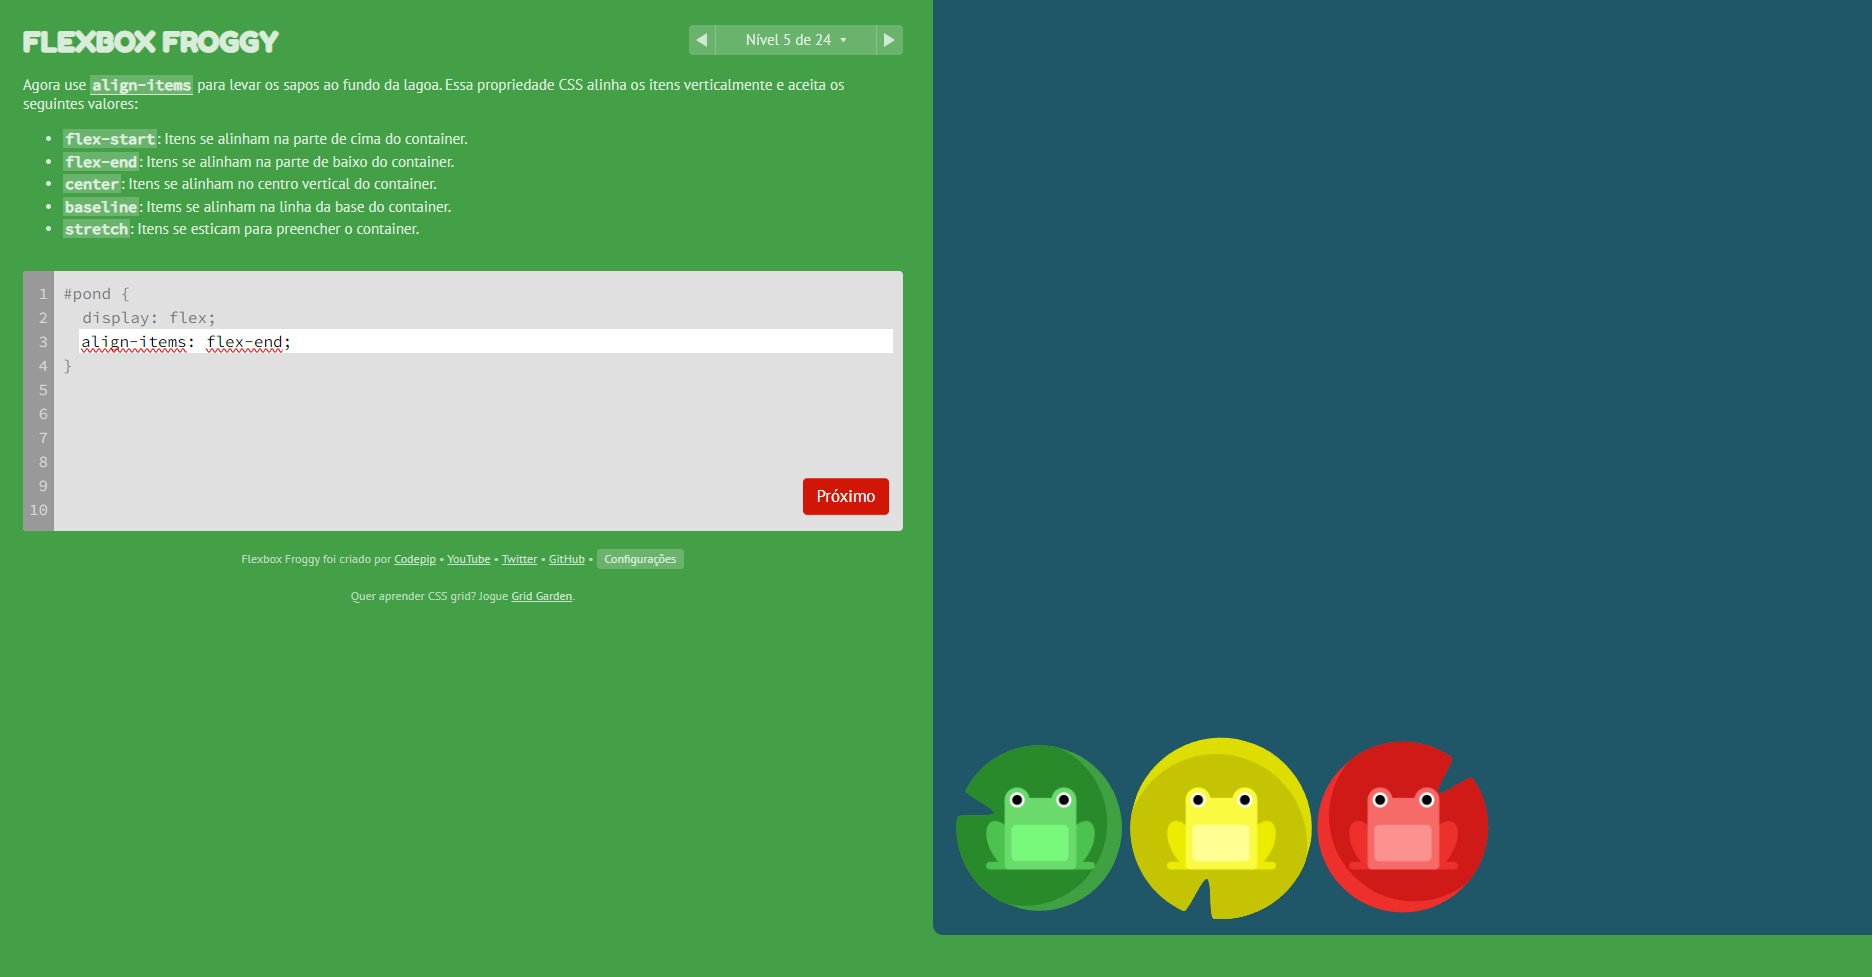 FLEXBOX FROGGY
Nível 5 de 24
Agora use align-items para levar os sapos ao fundo da lagoa. Essa propriedade CSS alinha os itens verticalmente e aceita os
seguintes valores:
flex-start: Itens se alinham na parte de cima do container.
flex-end: Itens se alinham na parte de baixo do container.
center: Itens se alinham no centro vertical do container.
baseline: Items se alinham na linha da base do container.
stretch: Itens se esticam para preencher o container.
1 #pond {
2 display: flex;
3 align-items: flex-end;
4 }
5
6
7
8
9
10
Próximo
Flexbox Froggy foi criado por Codepip • YouTube • Twitter • GitHub • Configurações
Quer aprender CSS grid? Jogue Grid Garden.